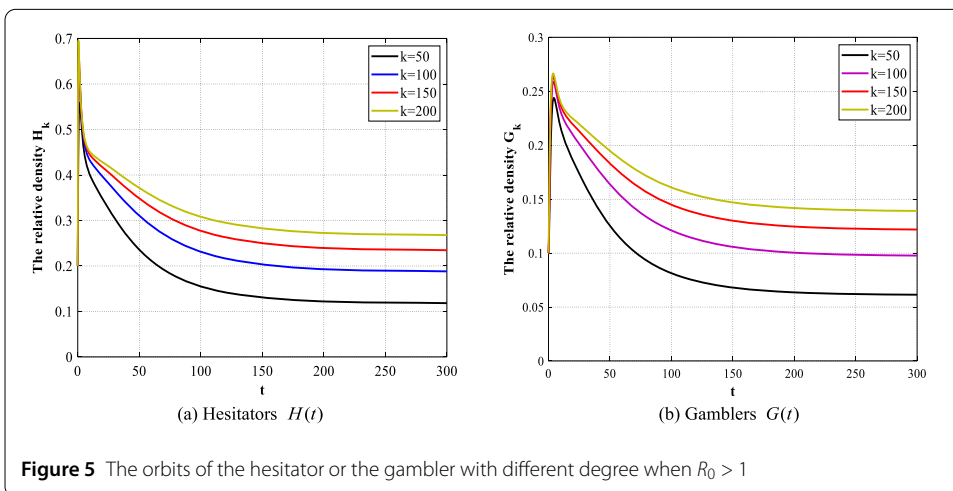 The relative density H_k
0.7
0.6
0.5
0.4
0.3
0.2
0.1
0
0 50 100 150 200 250 300
t
k=50
k=100
k=150
k=200
(a) Hesitators H(t)
The relative density G_k
0.3
0.25
0.2
0.15
0.1
0.05
0
0 50 100 150 200 250 300
t
k=50
k=100
k=150
k=200
(b) Gamblers G(t)
Figure 5 The orbits of the hesitator or the gambler with different degree when R_0 > 1